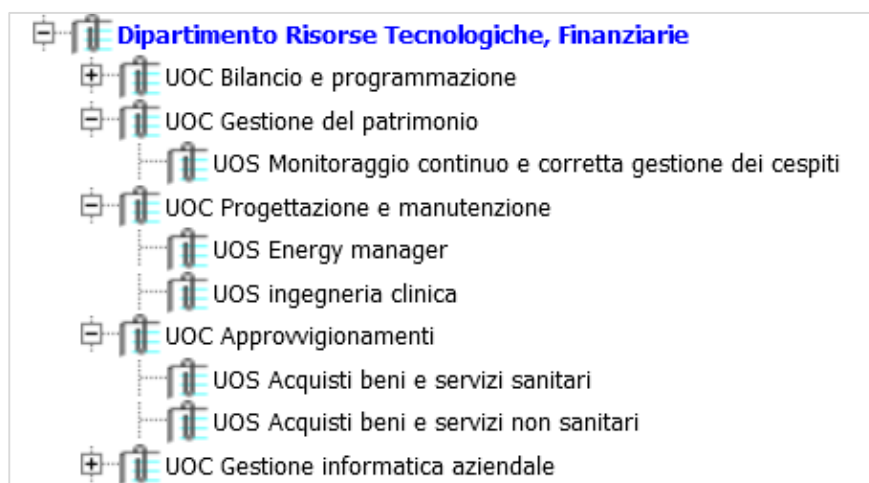 Dipartimento Risorse Tecnologiche, Finanziarie
UOC Bilancio e programmazione
UOC Gestione del patrimonio
UOS Monitoraggio continuo e corretta gestione dei cespiti
UOC Progettazione e manutenzione
UOS Energy manager
UOS ingegneria clinica
UOC Approvvigionamenti
UOS Acquisti beni e servizi sanitari
UOS Acquisti beni e servizi non sanitari
UOC Gestione informatica aziendale